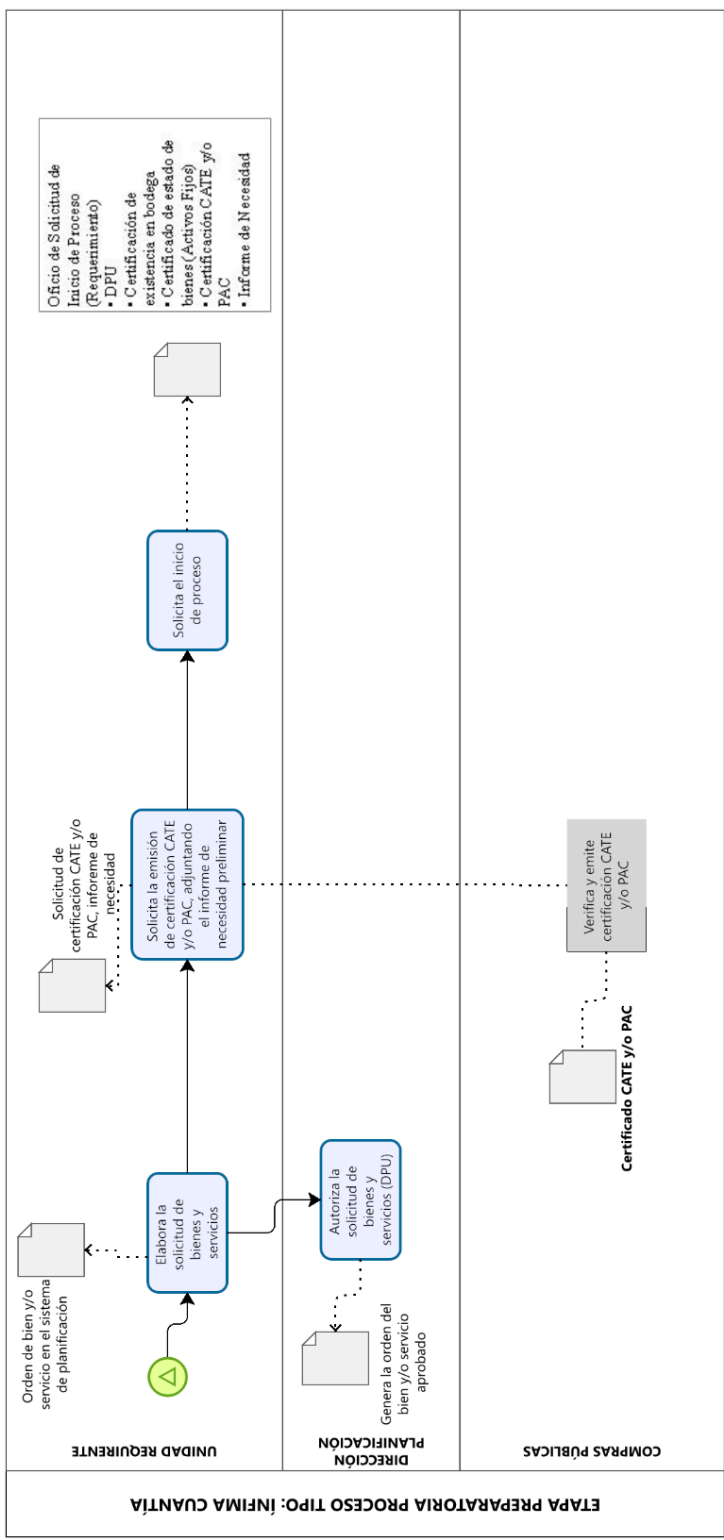 ETAPA PREPARATORIA PROCESO TIPO: ÍNFIMA CUANTÍA
UNIDAD REQUIRENTE
Orden de bien y/o
servicio en el sistema
de planificación
Elabora la
solicitud de
bienes y
servicios
Solicitud de
certificación CATE y/o
PAC, inforeme de
necesidad
Solicita la emisión
de certificación CATE
y/o PAC, adjuntando
el informe de
necesidad preliminar
Solicita el inicio
de proceso
Oficio de Solicitud de
Inicio de Proceso
(Requerimiento)
▪ DPU
▪ Certificación de
existencia en bodega
▪ Certificado de estado de
bienes (Activos Fijos)
▪ Certificación CATE y/o
PAC
▪ Informe de Necesidad
DIRECCIÓN
PLANIFICACIÓN
Genera la orden del
bien y/o servicio
aprobado
Autoriza la
solicitud de
bienes y
servicios (DPU)
COMPRAS PÚBLICAS
Certificado CATE y/o PAC
Verifica y emite
certificación CATE
y/o PAC